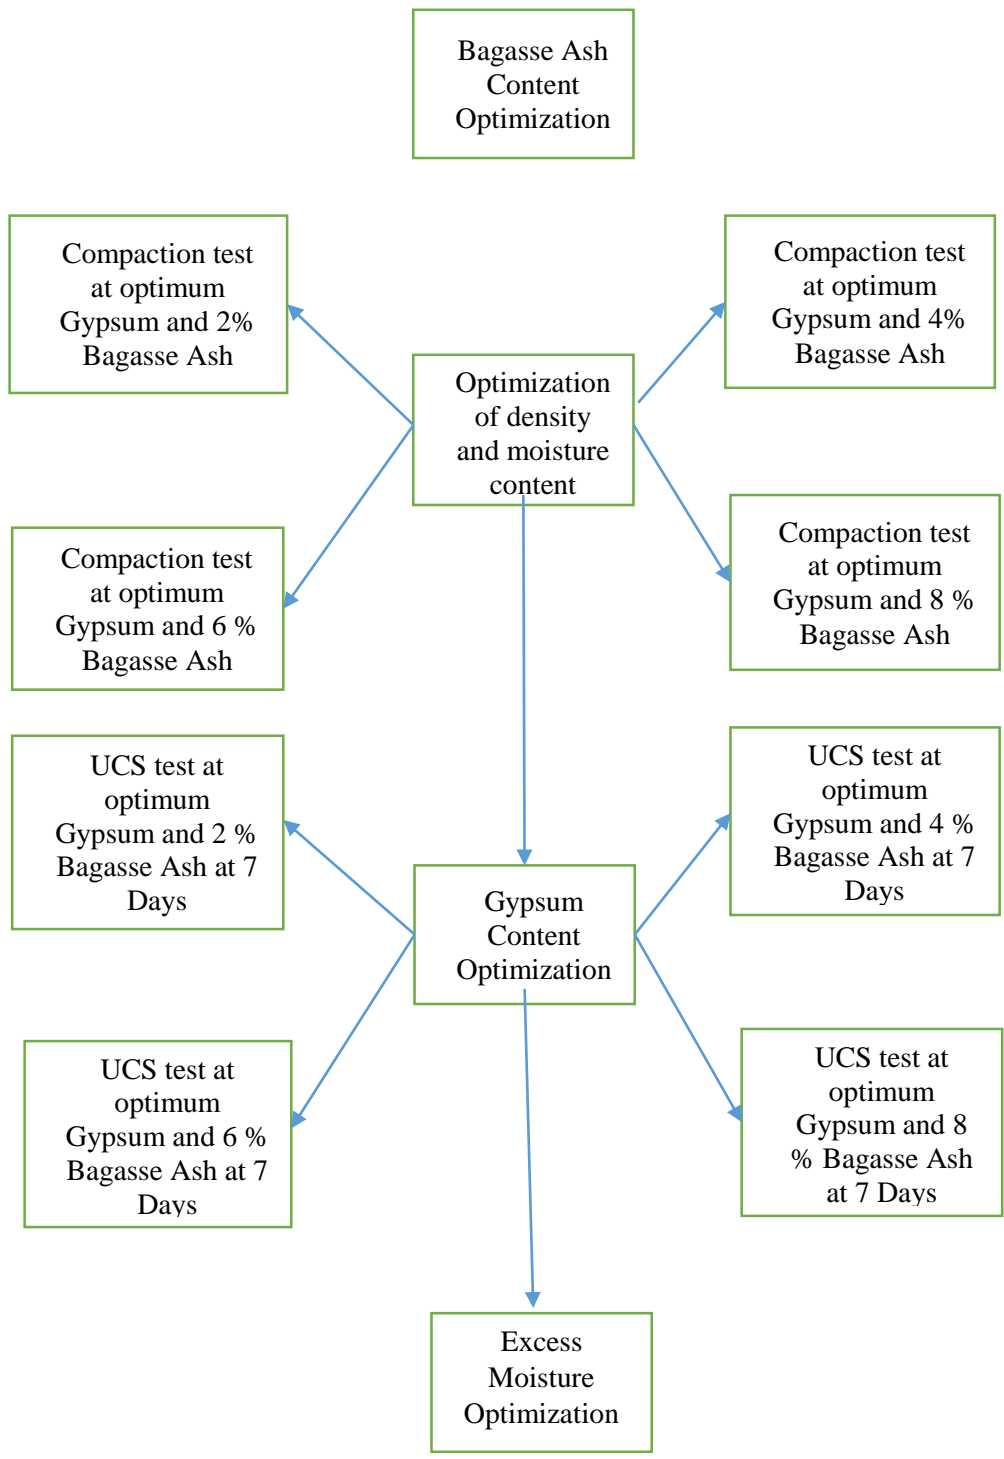 Bagasse Ash
Content
Optimization
Compaction test
at optimum
Gypsum and 2%
Bagasse Ash
Compaction test
at optimum
Gypsum and 4%
Bagasse Ash
Optimization
of density
and moisture
content
Compaction test
at optimum
Gypsum and 6 %
Bagasse Ash
Compaction test
at optimum
Gypsum and 8 %
Bagasse Ash
UCS test at
optimum
Gypsum and 2 %
Bagasse Ash at 7
Days
UCS test at
optimum
Gypsum and 4 %
Bagasse Ash at 7
Days
Gypsum
Content
Optimization
UCS test at
optimum
Gypsum and 6 %
Bagasse Ash at 7
Days
UCS test at
optimum
Gypsum and 8
% Bagasse Ash
at 7 Days
Excess
Moisture
Optimization